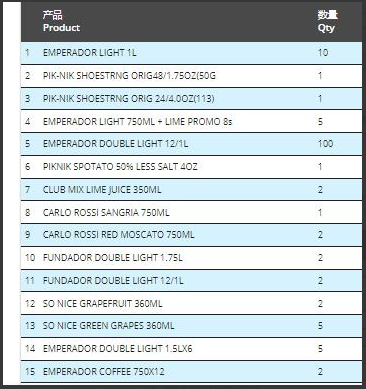 产品 数量
Product Qty
1 EMPERADOR LIGHT 1L 10
2 PIK-NIK SHOESTRNG ORIG48/1.75OZ(50G 1
3 PIK-NIK SHOESTRNG ORIG 24/4.0OZ(113) 1
4 EMPERADOR LIGHT 750ML + LIME PROMO 8s 5
5 EMPERADOR DOUBLE LIGHT 12/1L 100
6 PIKNIK SPOTATO 50% LESS SALT 4OZ 1
7 CLUB MIX LIME JUICE 350ML 2
8 CARLO ROSSI SANGRIA 750ML 1
9 CARLO ROSSI RED MOSCATO 750ML 2
10 FUNDADOR DOUBLE LIGHT 1.75L 2
11 FUNDADOR DOUBLE LIGHT 12/1L 2
12 SO NICE GRAPEFRUIT 360ML 2
13 SO NICE GREEN GRAPES 360ML 5
14 EMPERADOR DOUBLE LIGHT 1.5LX6 5
15 EMPERADOR COFFEE 750X12 2